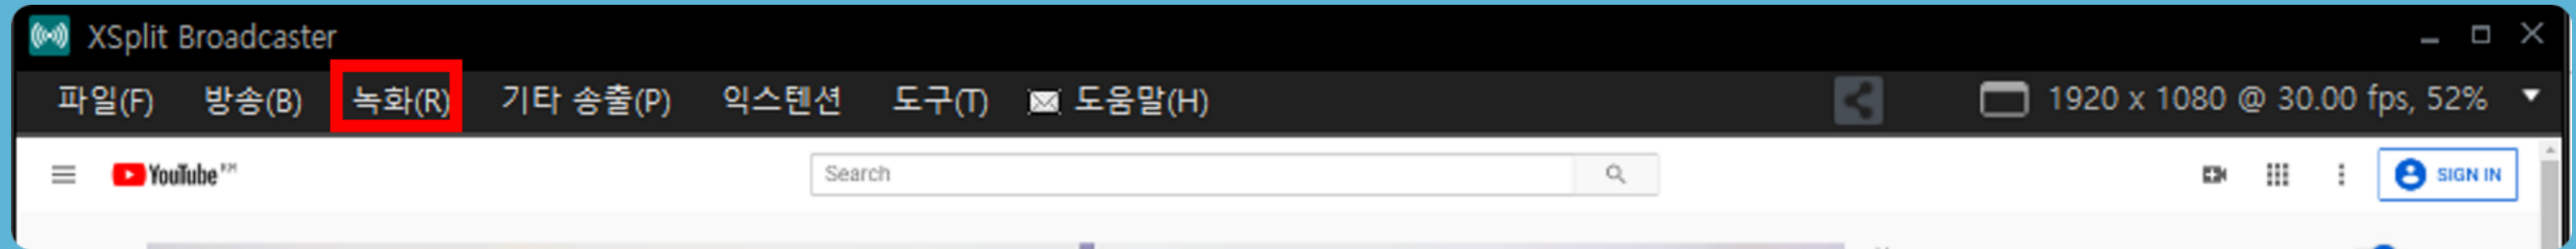 XSplit Broadcaster
파일(F) 방송(B) 녹화(R) 기타 송출(P) 익스텐션 도구(T) 도움말(H) 1920 x 1080 @ 30.00 fps, 52%
YouTube Search SIGN IN